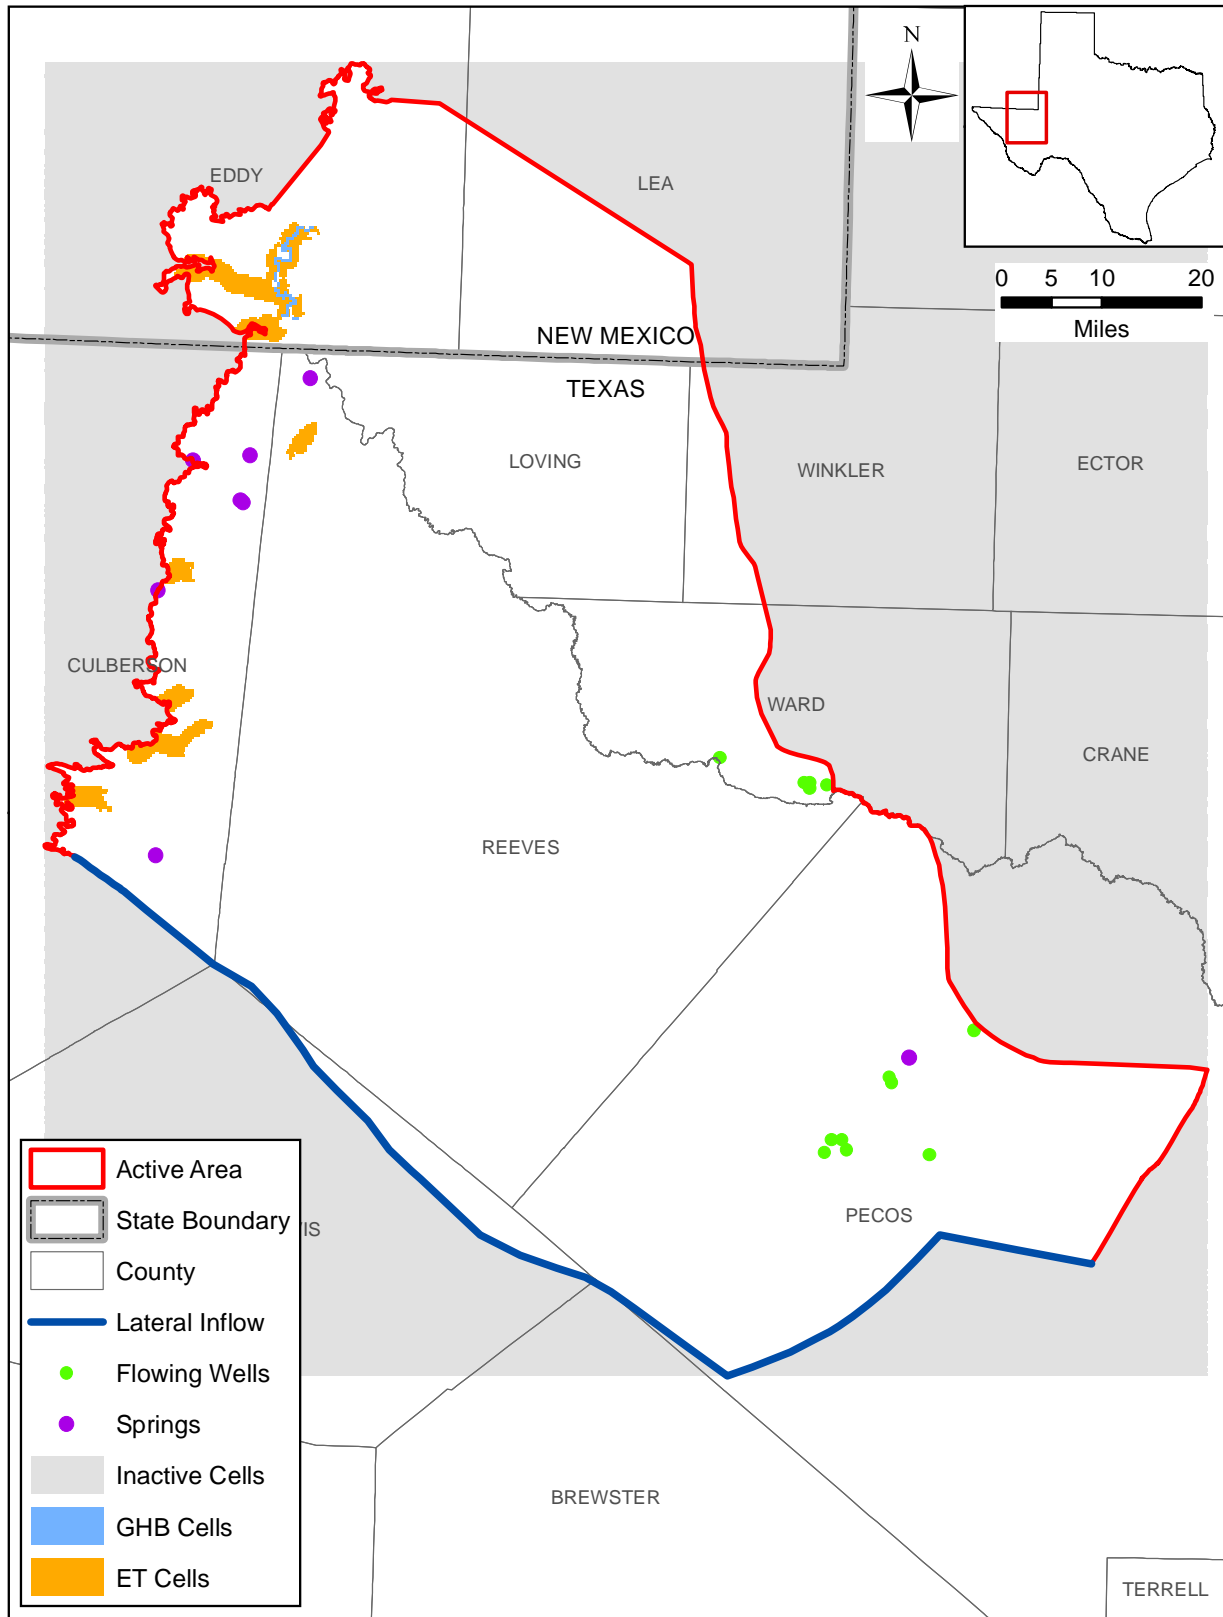 N
EDDY
LEA
0 5 10 20
Miles
NEW MEXICO
TEXAS
LOVING
WINKLER
ECTOR
CULBERSON
WARD
CRANE
REEVES
PECOS
BREWSTER
TERRELL
Active Area
State Boundary
IS
County
Lateral Inflow
Flowing Wells
Springs
Inactive Cells
GHB Cells
ET Cells